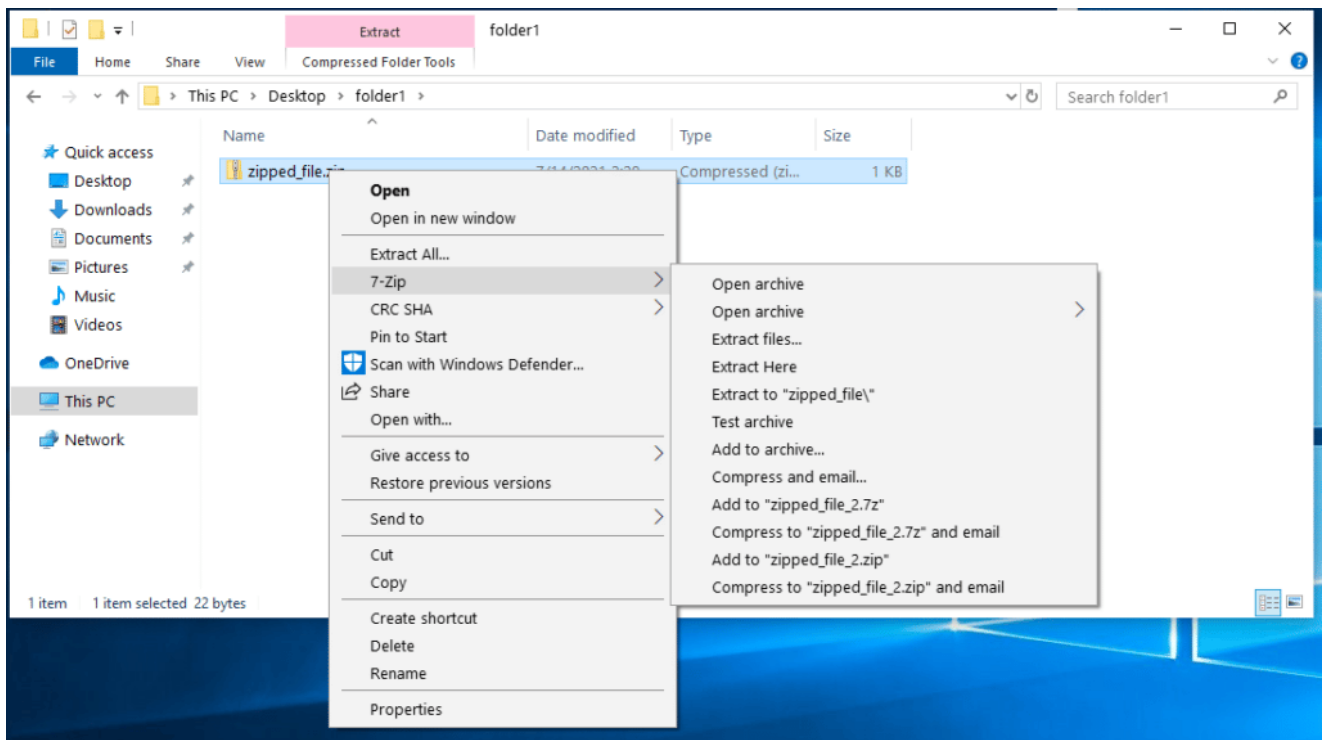 Extract folder1
File Home Share View Compressed Folder Tools
This PC > Desktop > folder1 > Search folder1
Name Date modified Type Size
Quick access
Desktop
Downloads
Documents
Pictures
Music
Videos
OneDrive
This PC
Network
zipped_file.zip Compressed (zi... 1 KB
Open
Open in new window
Extract All...
7-Zip
CRC SHA
Pin to Start
Scan with Windows Defender...
Share
Open with...
Give access to
Restore previous versions
Send to
Cut
Copy
Create shortcut
Delete
Rename
Properties
Open archive
Open archive
Extract files...
Extract Here
Extract to "zipped_file\"
Test archive
Add to archive...
Compress and email...
Add to "zipped_file_2.7z"
Compress to "zipped_file_2.7z" and email
Add to "zipped_file_2.zip"
Compress to "zipped_file_2.zip" and email
1 item 1 item selected 22 bytes